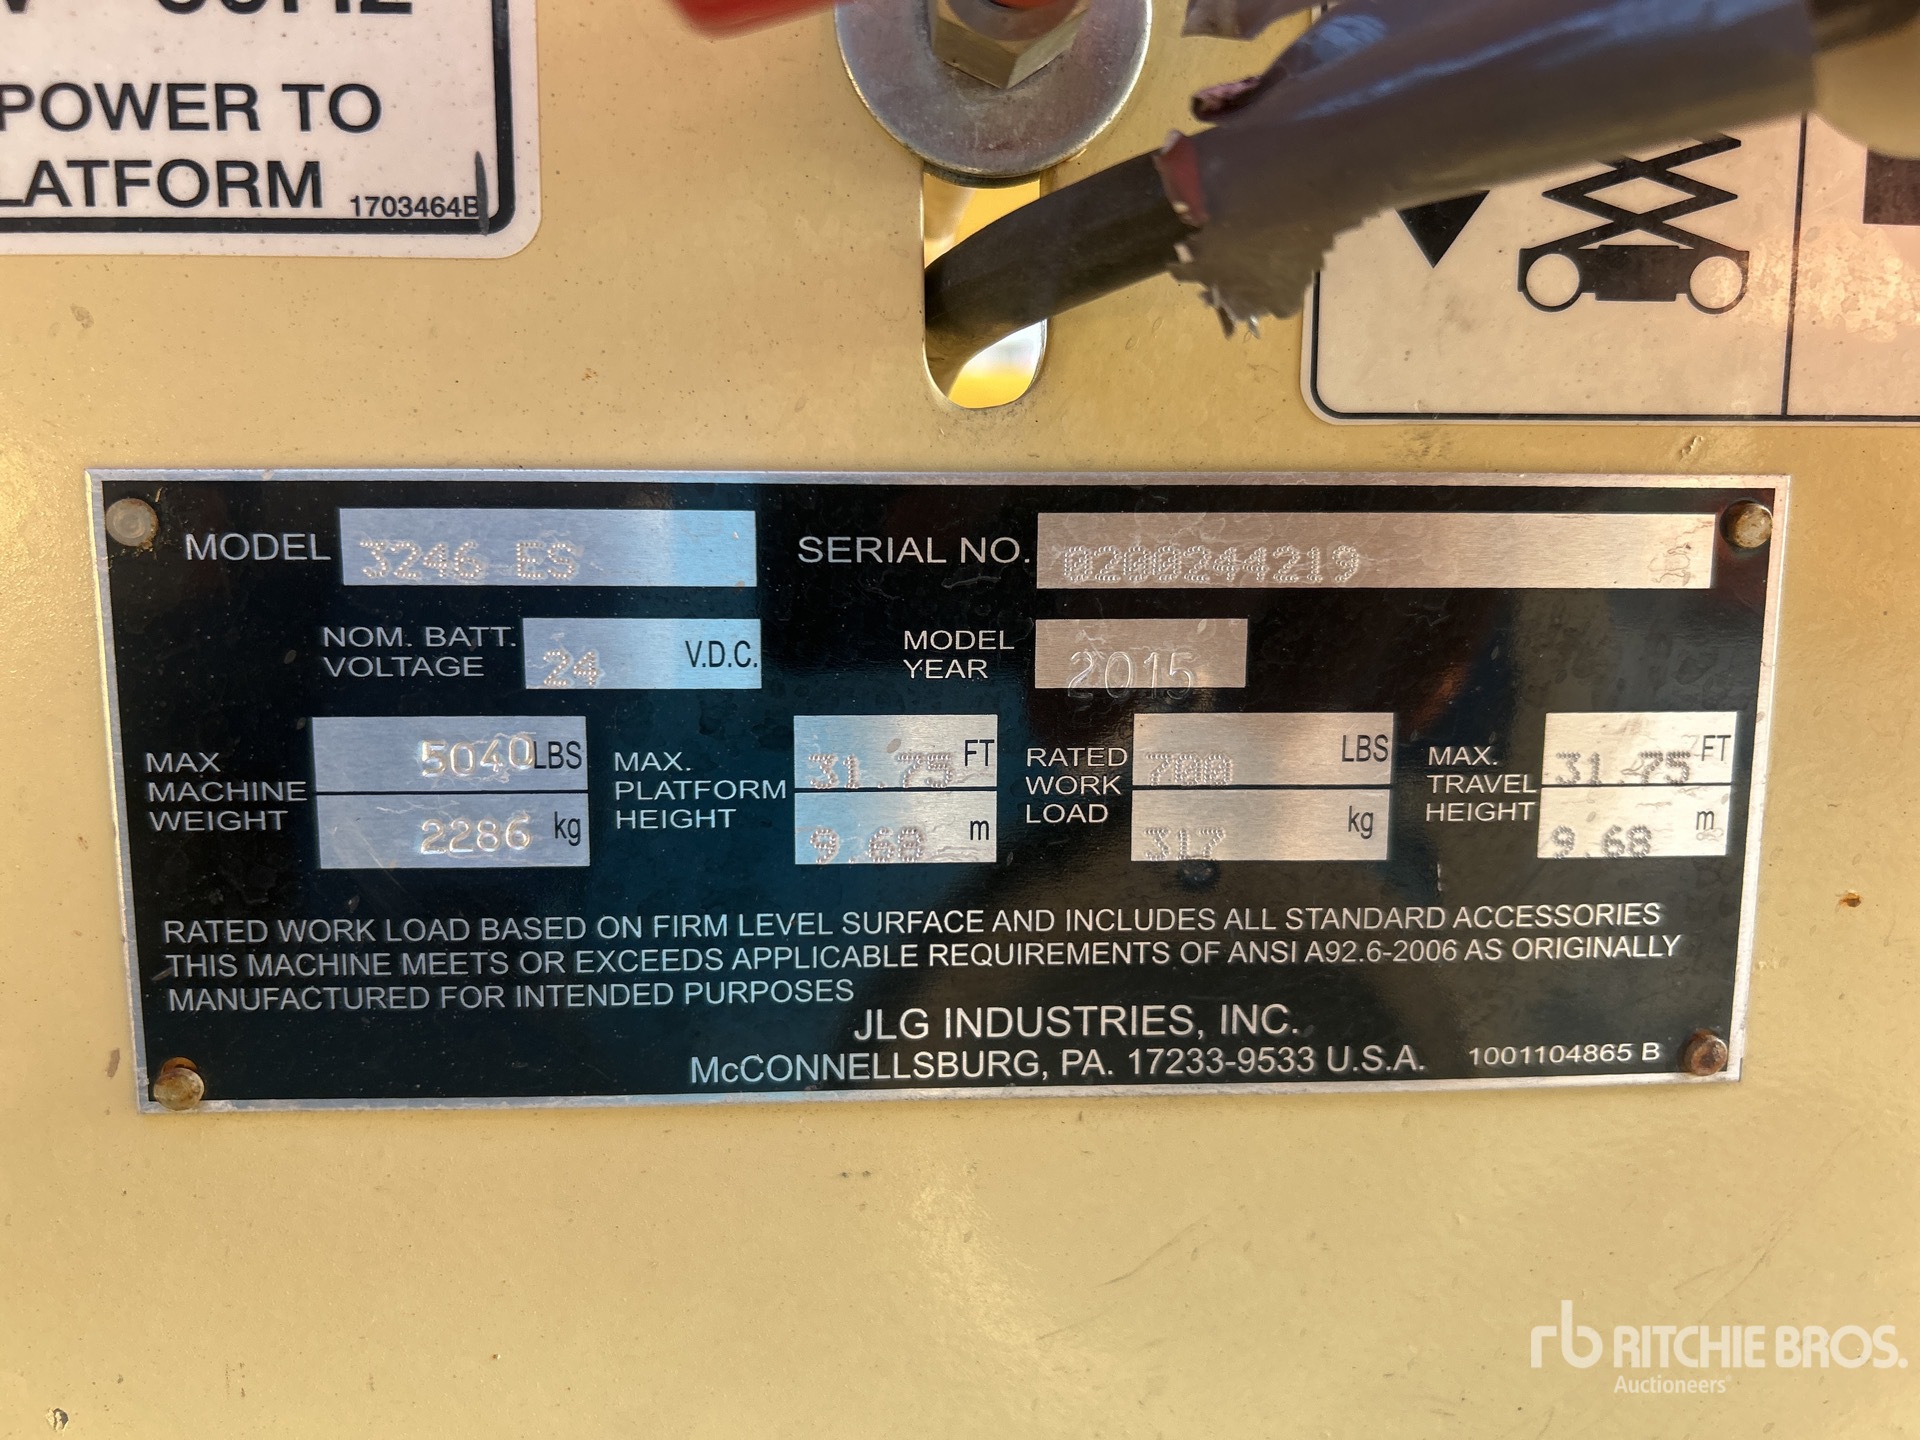 POWER TO
LATFORM 1703464B
MODEL 3246 ES SERIAL NO. 0200244219
NOM. BATT. VOLTAGE 24 V.D.C. MODEL YEAR 2015
MAX MACHINE WEIGHT 5040 LBS 2286 kg MAX. PLATFORM HEIGHT 31.75 FT 9.68 m RATED WORK LOAD 700 LBS 317 kg MAX. TRAVEL HEIGHT 31.75 FT 9.68 m
RATED WORK LOAD BASED ON FIRM LEVEL SURFACE AND INCLUDES ALL STANDARD ACCESSORIES
THIS MACHINE MEETS OR EXCEEDS APPLICABLE REQUIREMENTS OF ANSI A92.6-2006 AS ORIGINALLY
MANUFACTURED FOR INTENDED PURPOSES
JLG INDUSTRIES, INC.
McCONNELLSBURG, PA. 17233-9533 U.S.A. 1001104865 B
rb RITCHIE BROS.
Auctioneers